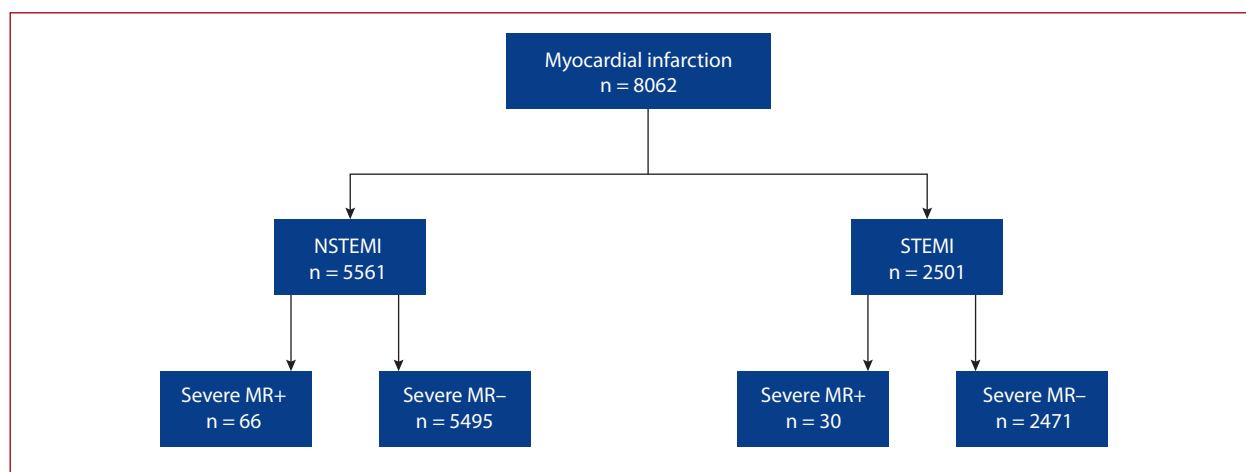 Myocardial infarction
n = 8062
NSTEMI
n = 5561
STEMI
n = 2501
Severe MR+
n = 66
Severe MR–
n = 5495
Severe MR+
n = 30
Severe MR–
n = 2471